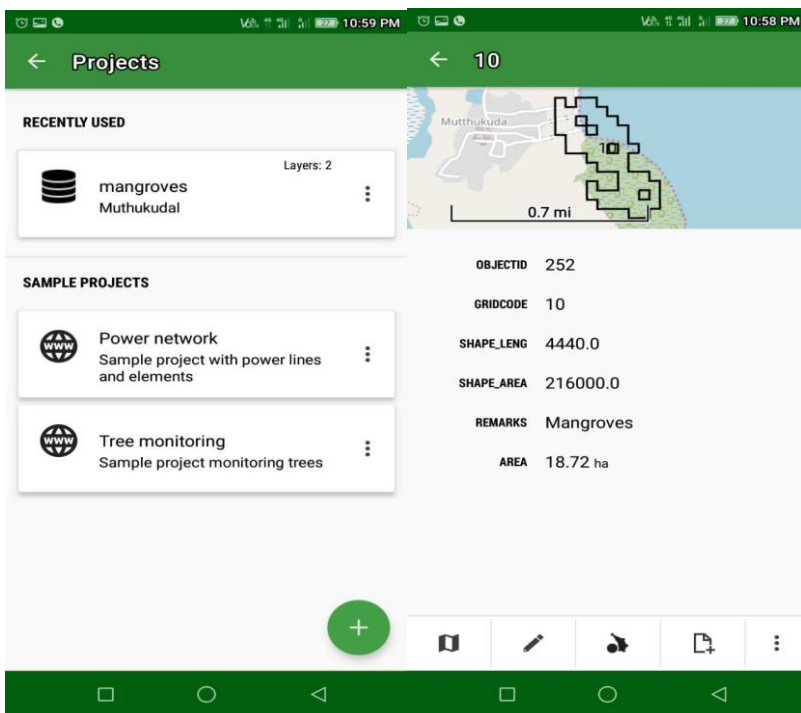 10:59 PM
Projects
RECENTLY USED
Layers: 2
mangroves
Muthukudal
SAMPLE PROJECTS
Power network
Sample project with power lines
and elements
Tree monitoring
Sample project monitoring trees
10:58 PM
10
Mutthukuda
0.7 mi
OBJECTID 252
GRIDCODE 10
SHAPE_LENG 4440.0
SHAPE_AREA 216000.0
REMARKS Mangroves
AREA 18.72 ha